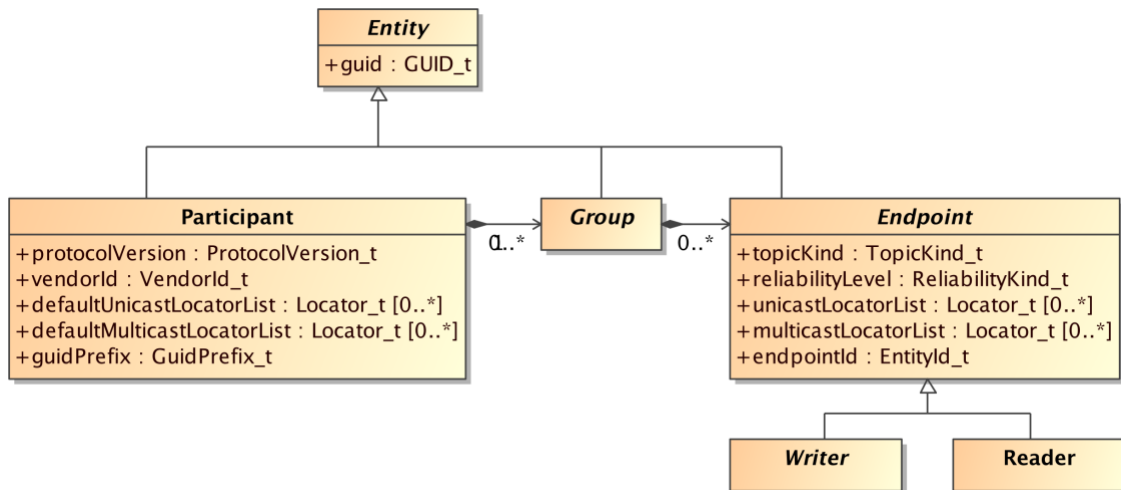 Entity
+guid : GUID_t
Participant
+protocolVersion : ProtocolVersion_t
+vendorId : VendorId_t
+defaultUnicastLocatorList : Locator_t [0..*]
+defaultMulticastLocatorList : Locator_t [0..*]
+guidPrefix : GuidPrefix_t
Group
0..*
Endpoint
+topicKind : TopicKind_t
+reliabilityLevel : ReliabilityKind_t
+unicastLocatorList : Locator_t [0..*]
+multicastLocatorList : Locator_t [0..*]
+endpointId : EntityId_t
Writer
Reader